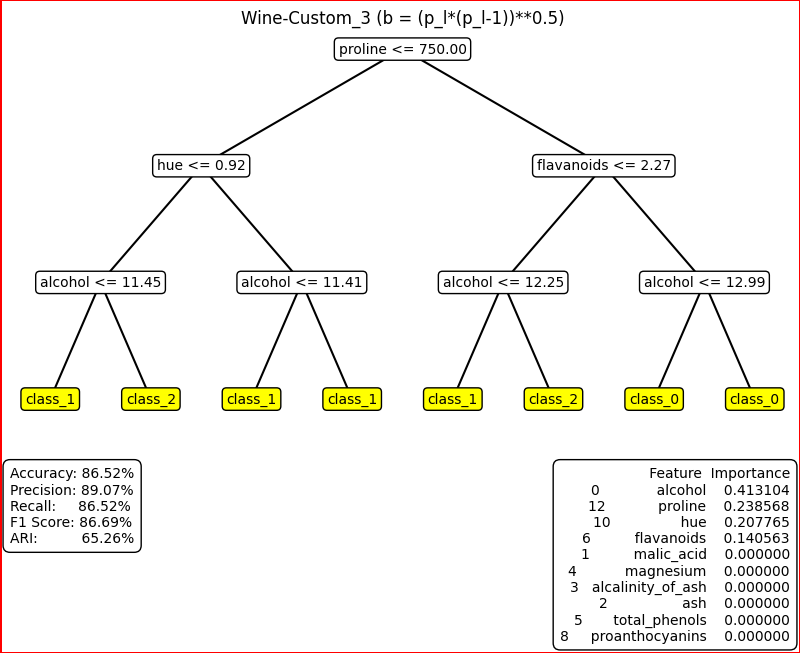 Wine-Custom_3 (b = (p_l*(p_l-1))**0.5)
proline <= 750.00
hue <= 0.92
flavanoids <= 2.27
alcohol <= 11.45
alcohol <= 11.41
alcohol <= 12.25
alcohol <= 12.99
class_1
class_2
class_1
class_1
class_1
class_2
class_0
class_0
Accuracy: 86.52%
Precision: 89.07%
Recall: 86.52%
F1 Score: 86.69%
ARI: 65.26%
Feature Importance
0 alcohol 0.413104
12 proline 0.238568
10 hue 0.207765
6 flavanoids 0.140563
1 malic_acid 0.000000
4 magnesium 0.000000
3 alcalinity_of_ash 0.000000
2 ash 0.000000
5 total_phenols 0.000000
8 proanthocyanins 0.000000